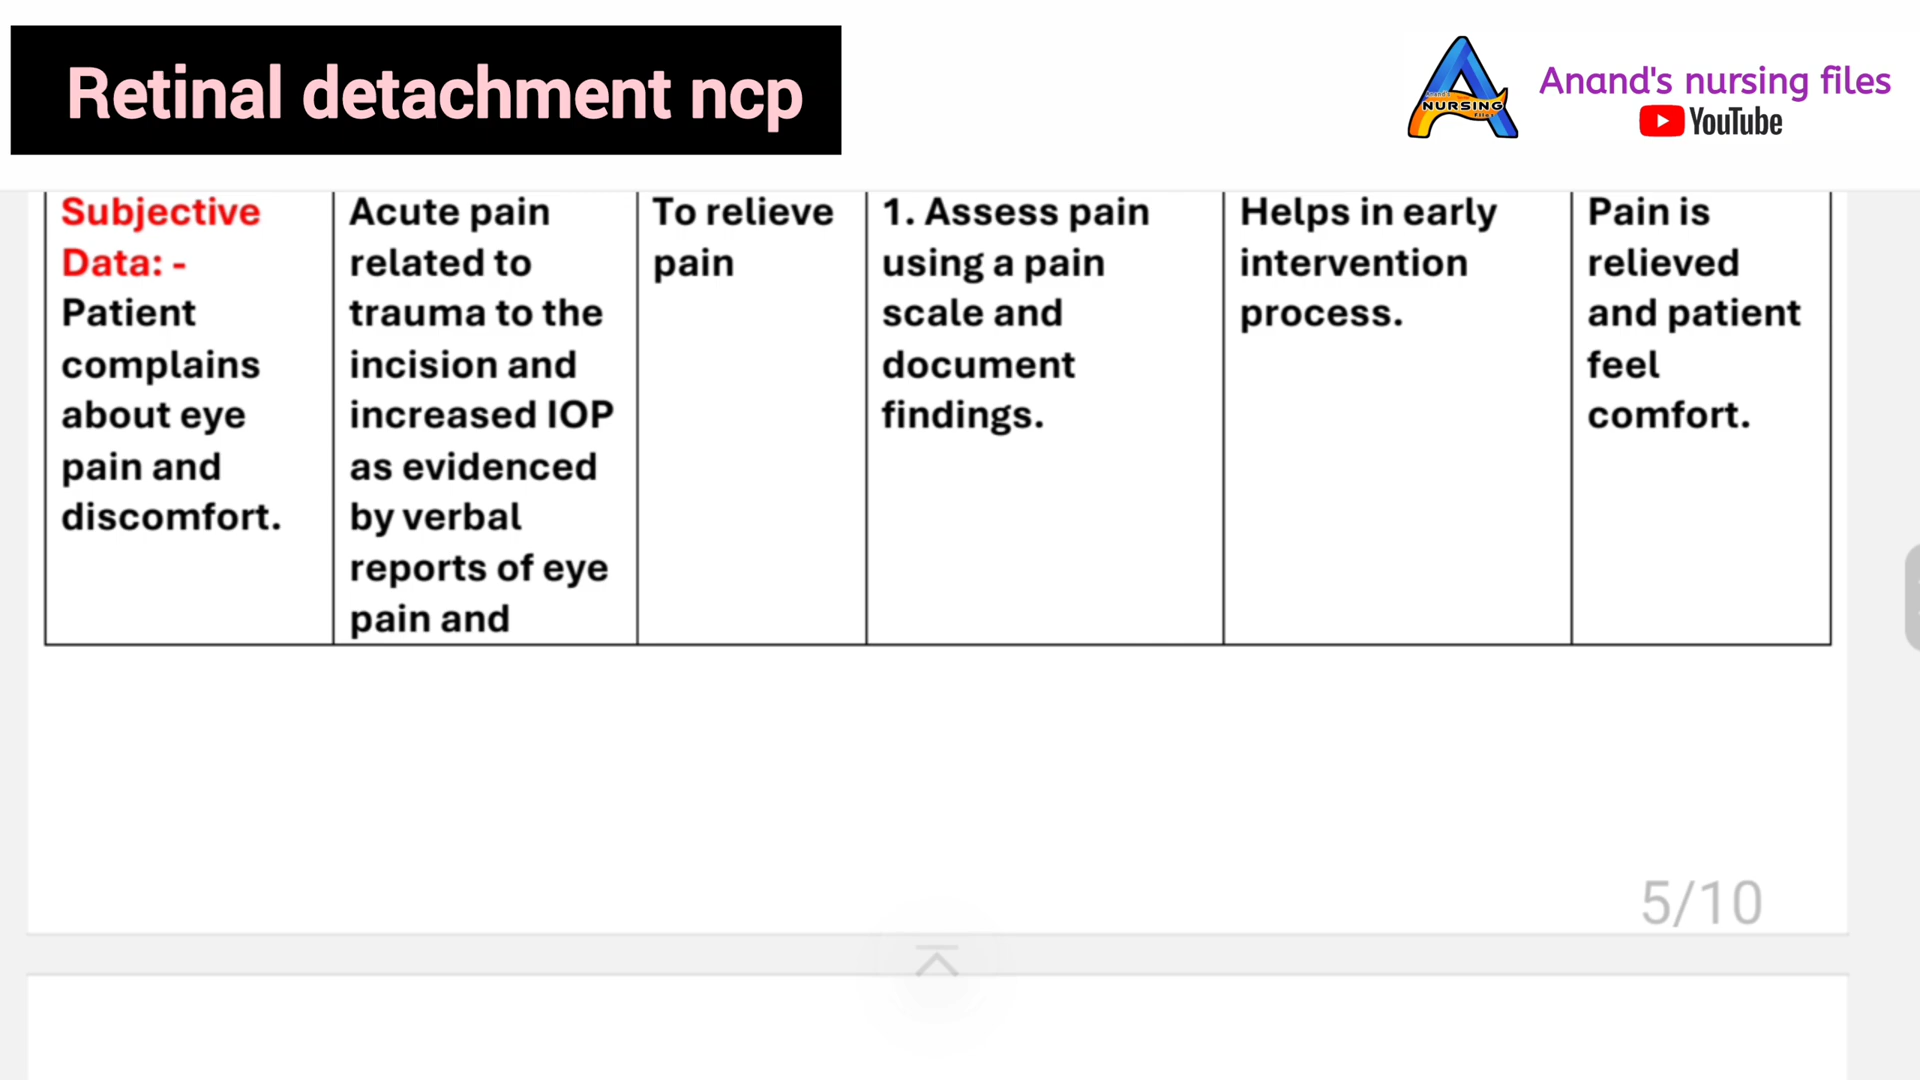 Retinal detachment ncp
NURSING
Anand's nursing files
YouTube
Subjective
Data: -
Patient
complains
about eye
pain and
discomfort.
Acute pain
related to
trauma to the
incision and
increased IOP
as evidenced
by verbal
reports of eye
pain and
To relieve
pain
1. Assess pain
using a pain
scale and
document
findings.
Helps in early
intervention
process.
Pain is
relieved
and patient
feel
comfort.
5/10